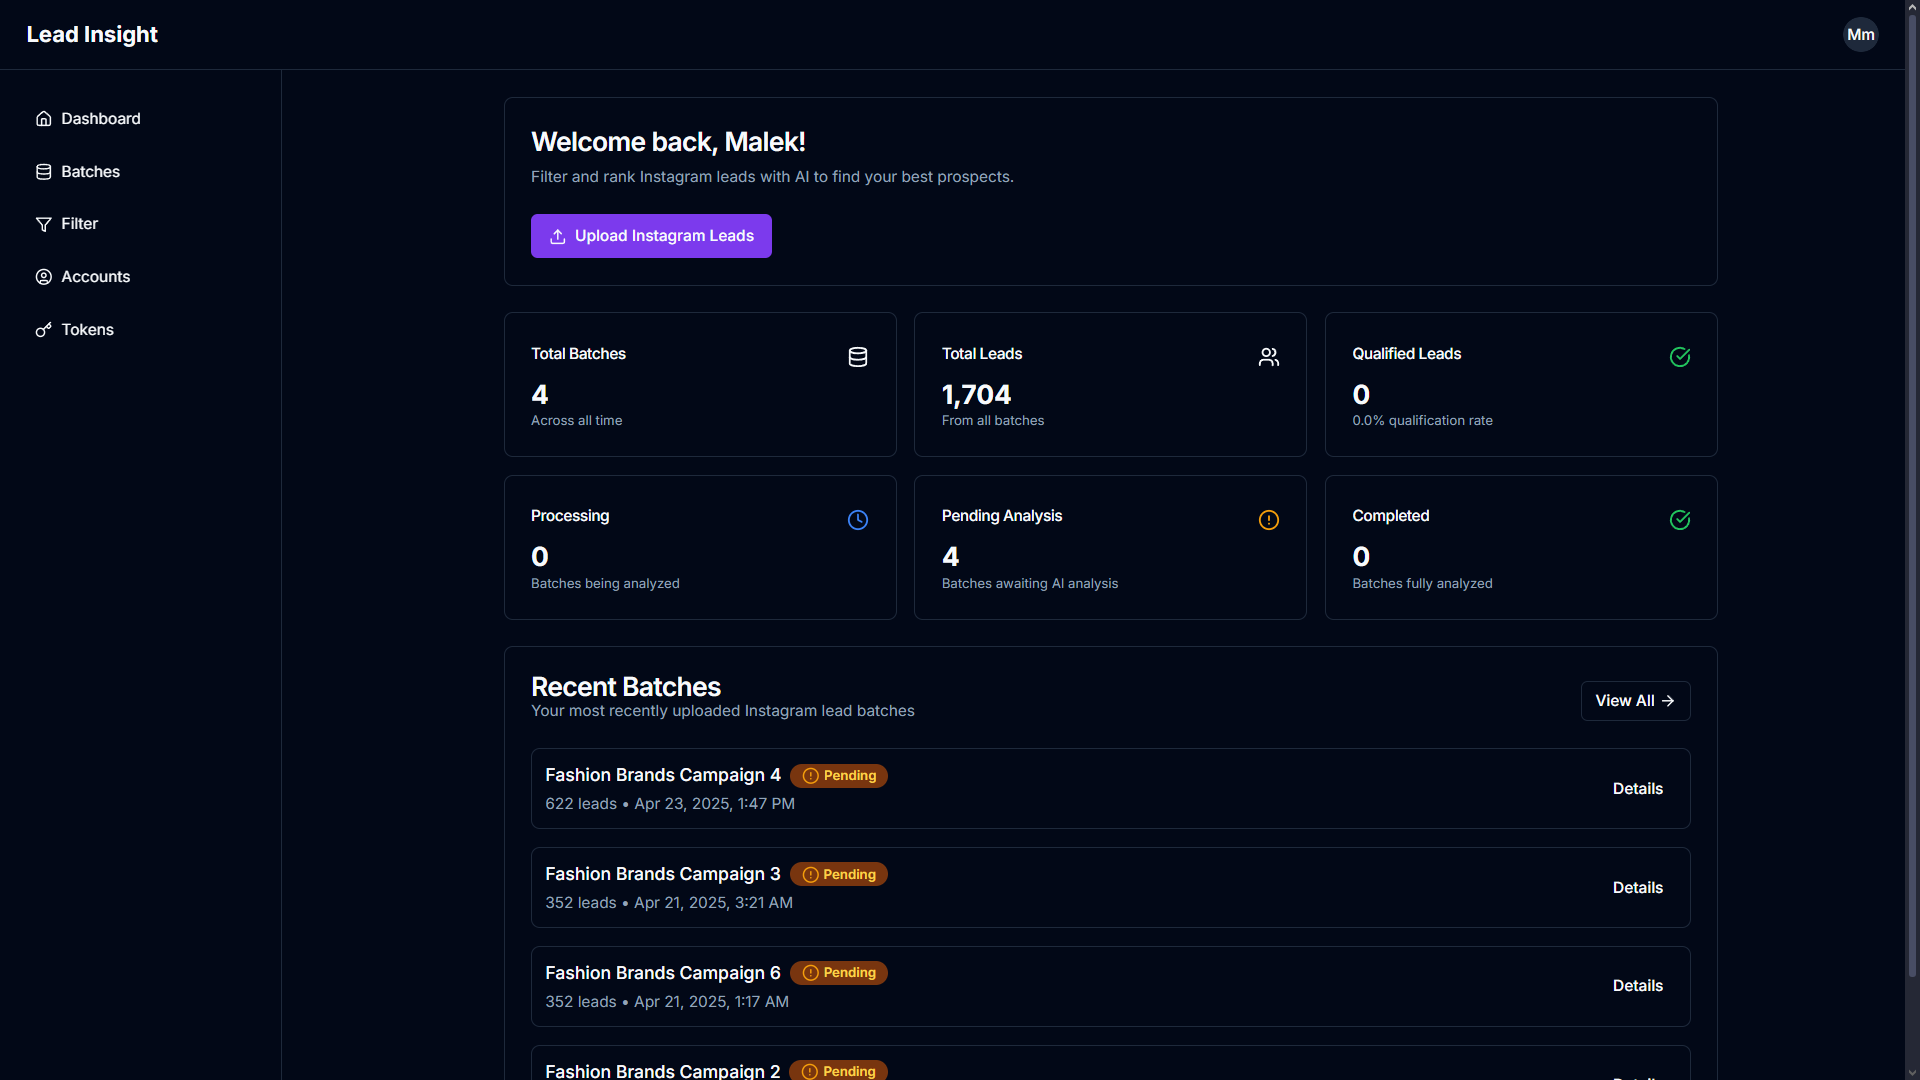 Lead Insight
Mm
Dashboard
Batches
Filter
Accounts
Tokens
Welcome back, Malek!
Filter and rank Instagram leads with AI to find your best prospects.
Upload Instagram Leads
Total Batches
4
Across all time
Total Leads
1,704
From all batches
Qualified Leads
0
0.0% qualification rate
Processing
0
Batches being analyzed
Pending Analysis
4
Batches awaiting AI analysis
Completed
0
Batches fully analyzed
Recent Batches
Your most recently uploaded Instagram lead batches
View All
Fashion Brands Campaign 4 Pending
622 leads • Apr 23, 2025, 1:47 PM
Details
Fashion Brands Campaign 3 Pending
352 leads • Apr 21, 2025, 3:21 AM
Details
Fashion Brands Campaign 6 Pending
352 leads • Apr 21, 2025, 1:17 AM
Details
Fashion Brands Campaign 2 Pending